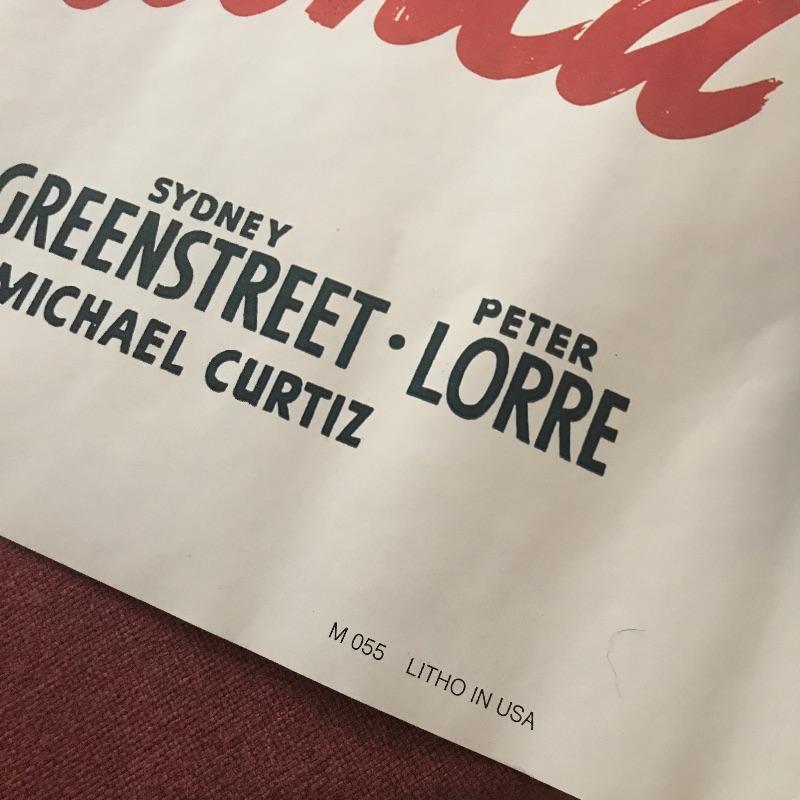 SYDNEY
GREENSTREET · PETER LORRE
MICHAEL CURTIZ
M 055 LITHO IN USA